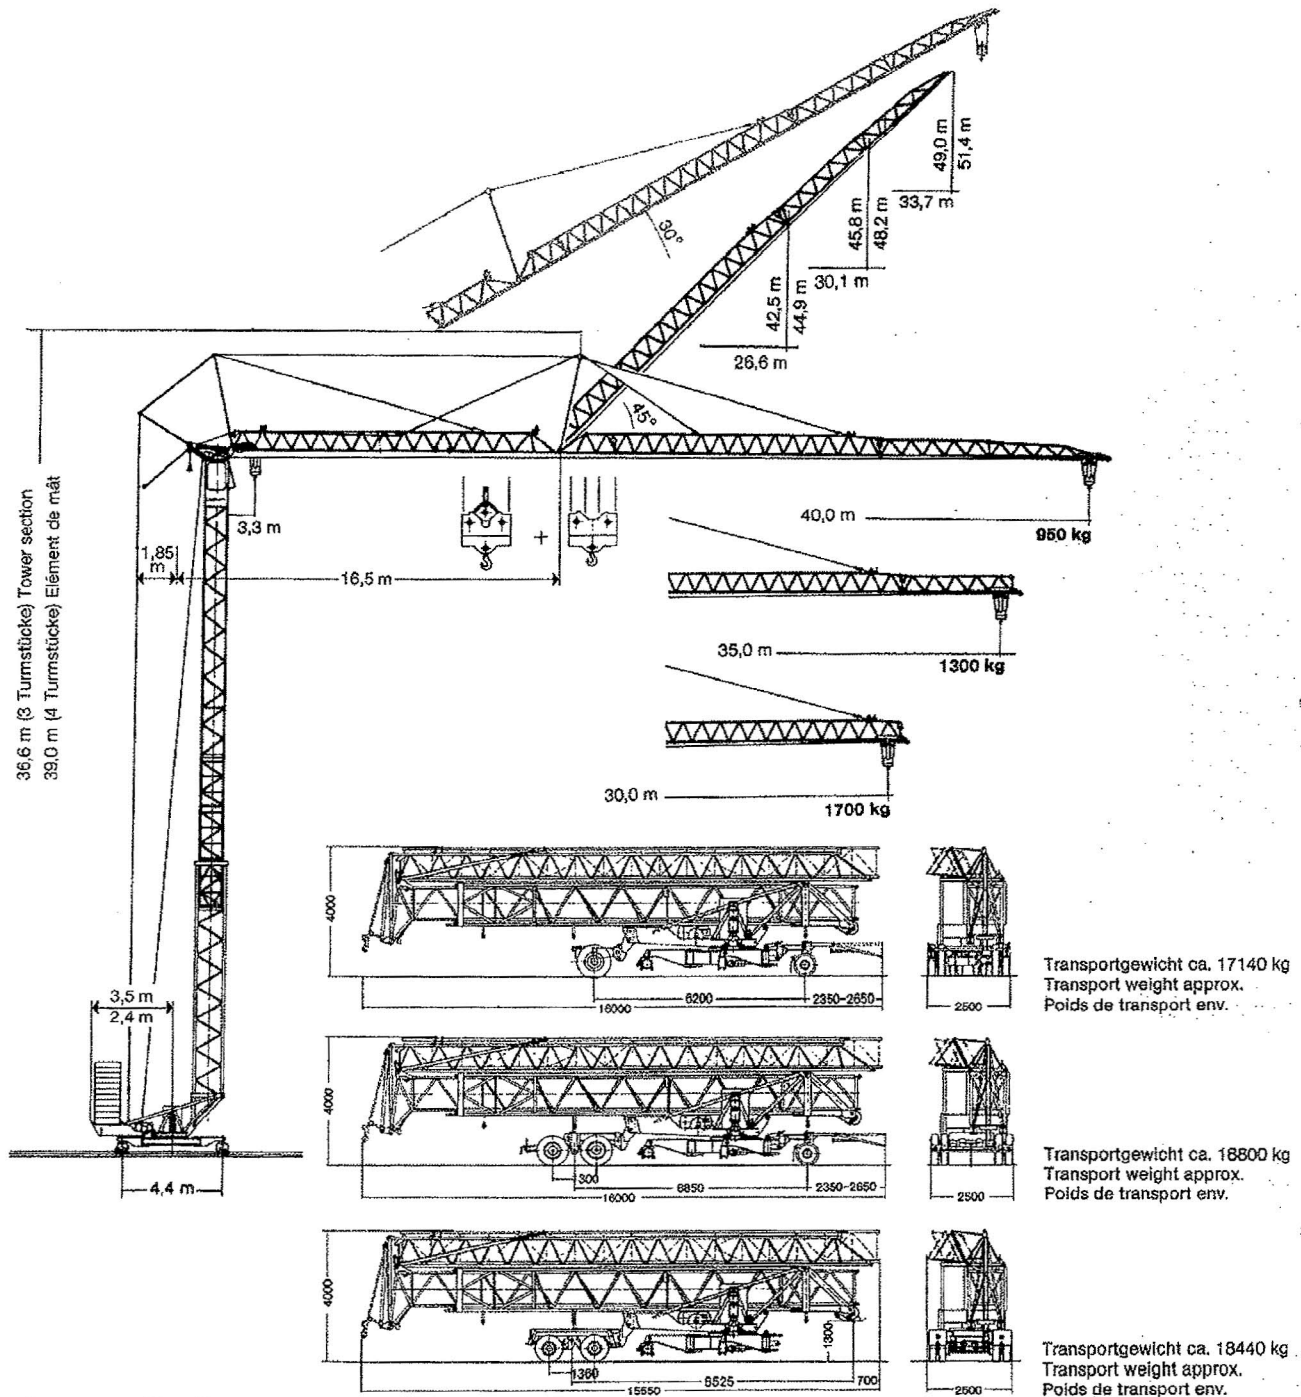 49,0 m
51,4 m
33,7 m
45,8 m
48,2 m
30,1 m
42,5 m
44,9 m
26,6 m
30°
45°
36,6 m (3 Turmstücke) Tower section
39,0 m (4 Turmstücke) Elément de mât
3,3 m
1,85
m
16,5 m
+
40,0 m
950 kg
35,0 m
1300 kg
30,0 m
1700 kg
3,5 m
2,4 m
4,4 m
4000
6200
2350-2650
16000
2500
Transportgewicht ca. 17140 kg
Transport weight approx.
Poids de transport env.
4000
300
6850
2350-2650
16000
2500
Transportgewicht ca. 18800 kg
Transport weight approx.
Poids de transport env.
4000
1300
1360
8525
700
15550
2500
Transportgewicht ca. 18440 kg
Transport weight approx.
Poids de transport env.